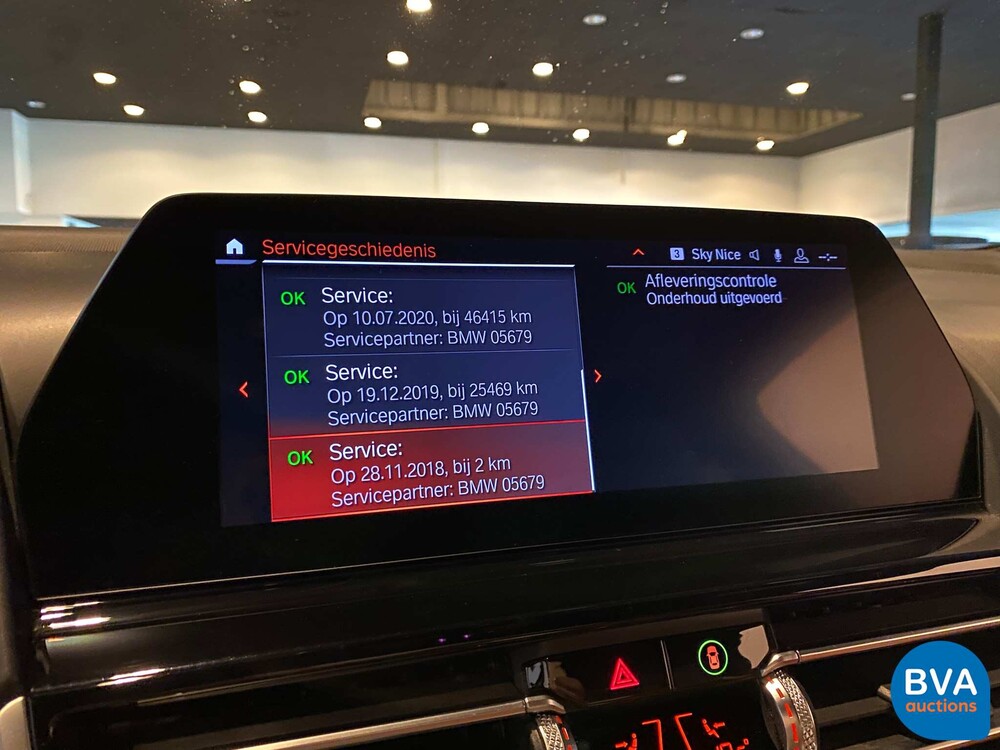 Servicegeschiedenis
3 Sky Nice
OK Service:
Op 10.07.2020, bij 46415 km
Servicepartner: BMW 05679
OK Service:
Op 19.12.2019, bij 25469 km
Servicepartner: BMW 05679
OK Service:
Op 28.11.2018, bij 2 km
Servicepartner: BMW 05679
OK Afleveringscontrole
Onderhoud uitgevoerd
BVA
auctions